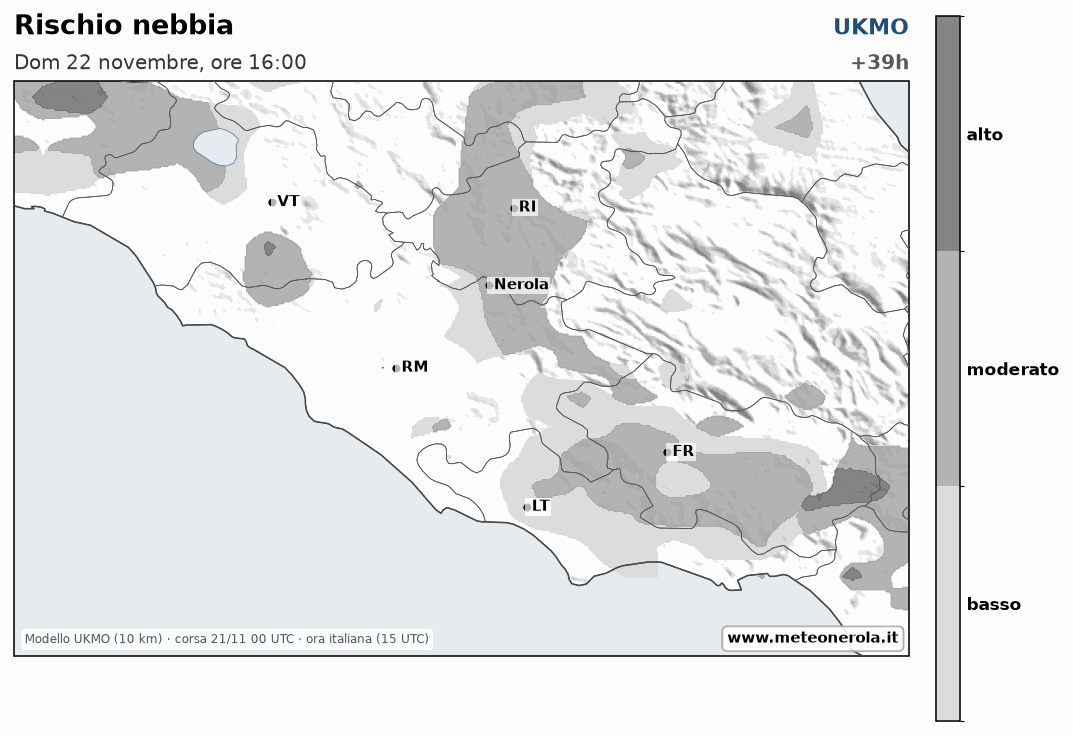 Rischio nebbia
UKMO
Dom 22 novembre, ore 16:00
+39h
alto
VT
RI
Nerola
moderato
RM
FR
LT
basso
Modello UKMO (10 km) · corsa 21/11 00 UTC · ora italiana (15 UTC)
www.meteonerola.it